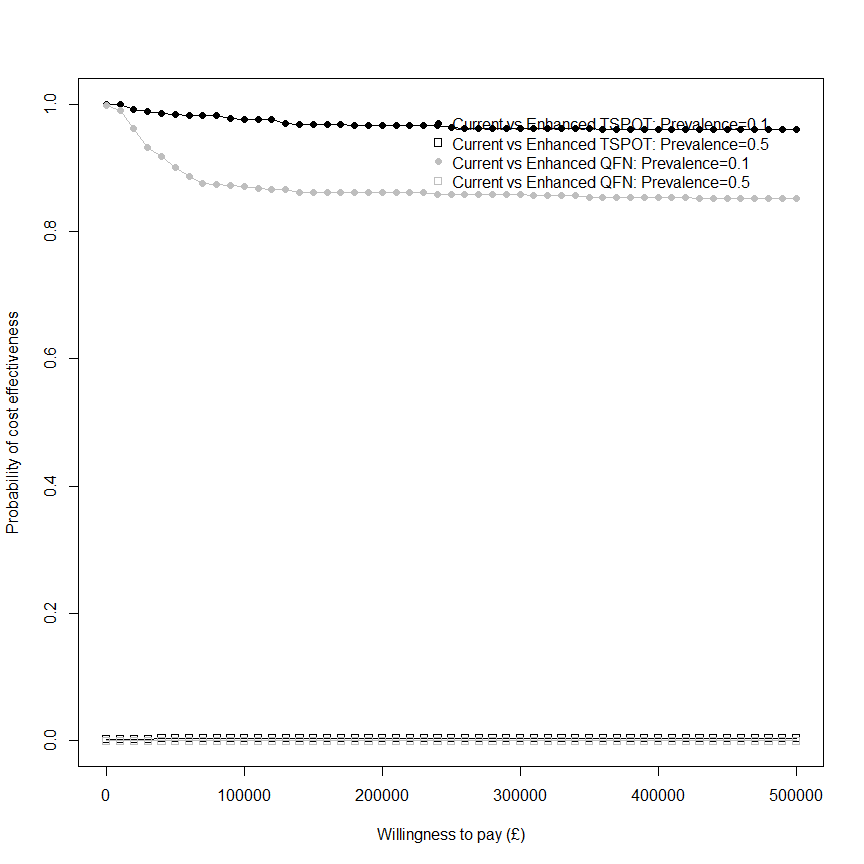 1.0
0.8
0.6
0.4
0.2
0.0
Probability of cost effectiveness
Current vs Enhanced TSPOT: Prevalence=0.1
Current vs Enhanced TSPOT: Prevalence=0.5
Current vs Enhanced QFN: Prevalence=0.1
Current vs Enhanced QFN: Prevalence=0.5
0 100000 200000 300000 400000 500000
Willingness to pay (£)